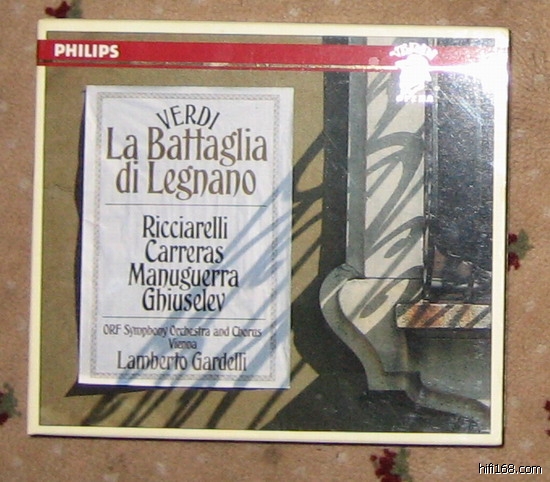 PHILIPS
VERDI
La Battaglia
di Legnano
Ricciarelli
Carreras
Manuguerra
Ghiuselev
ORF Symphony Orchestra and Chorus
Vienna
Lamberto Gardelli
hifi168.com